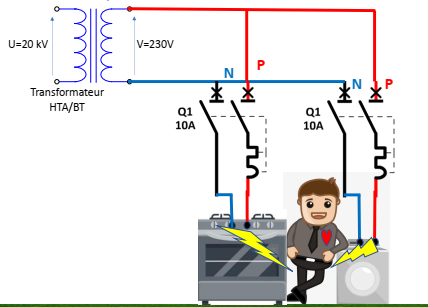 U=20 kV
V=230V
Transformateur
HTA/BT
N
P
N
P
Q1
10A
Q1
10A